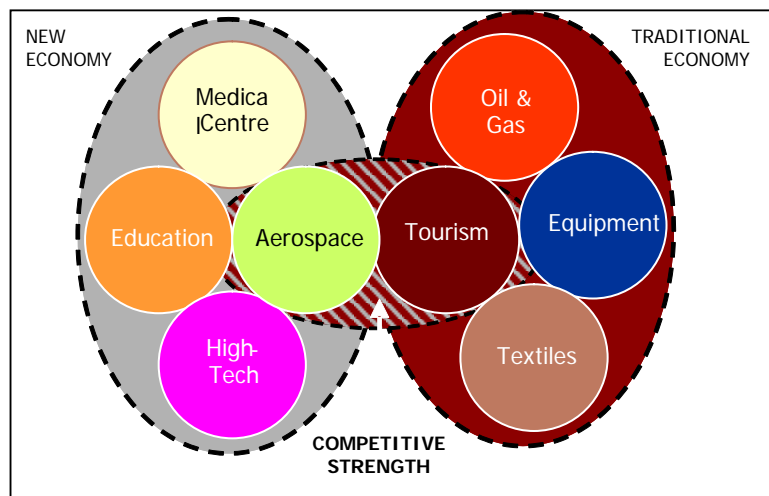 NEW
ECONOMY
TRADITIONAL
ECONOMY
Medica
lCentre
Oil &
Gas
Education
Aerospace
Tourism
Equipment
High-
Tech
Textiles
COMPETITIVE
STRENGTH